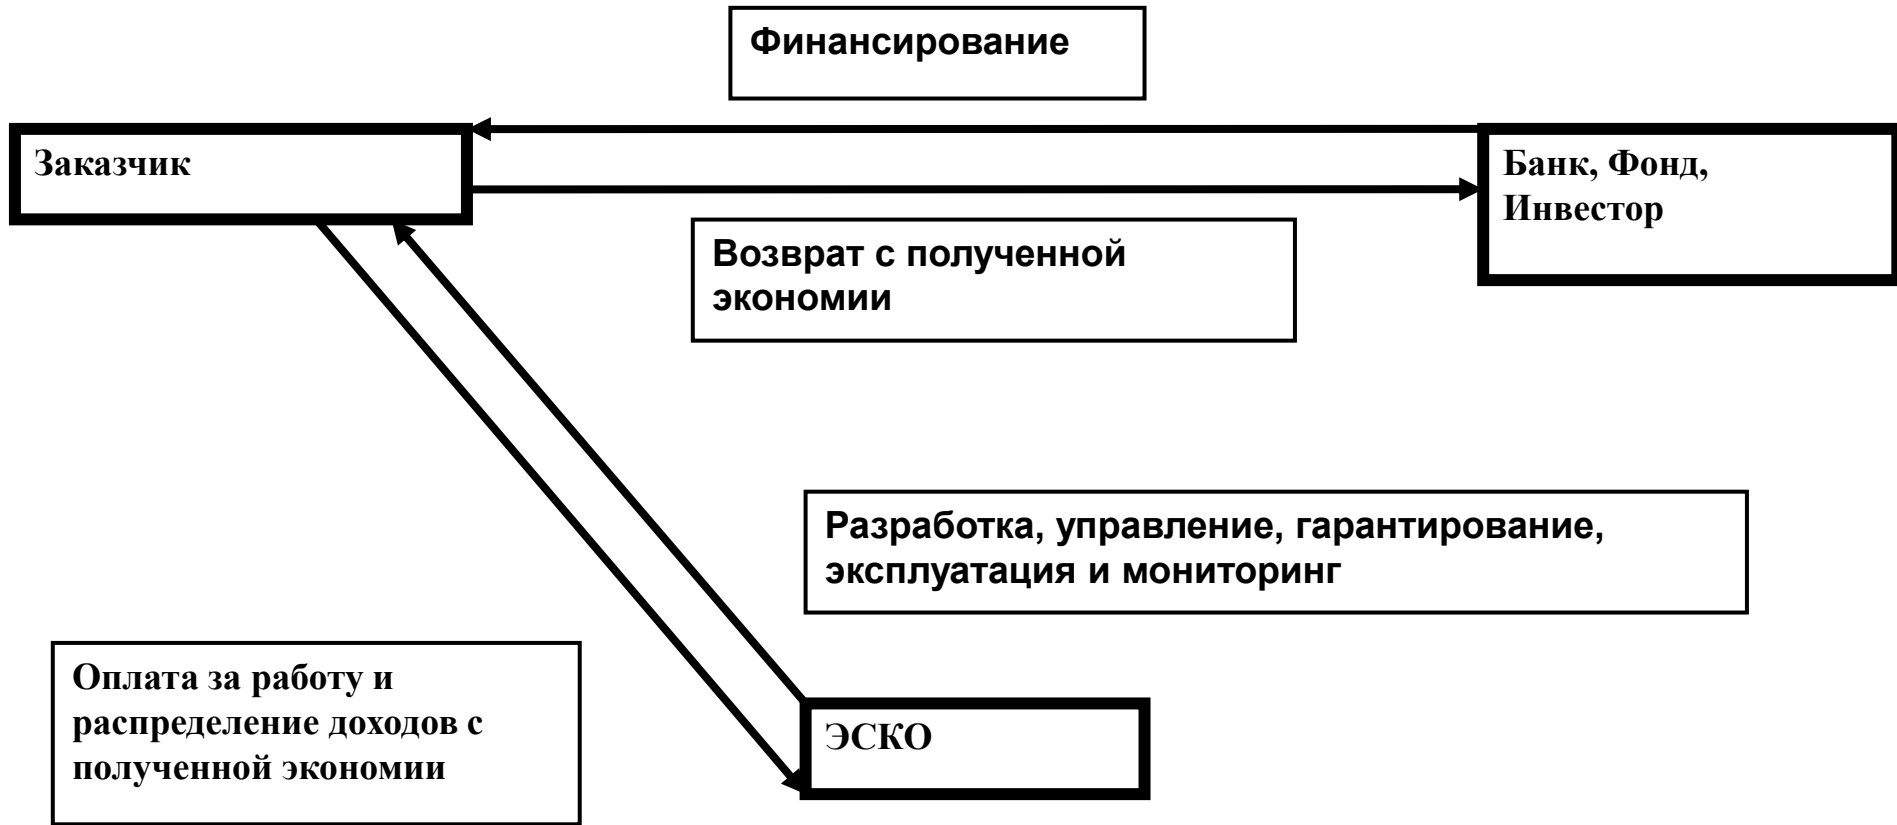 Финансирование
Заказчик
Банк, Фонд,
Инвестор
Возврат с полученной
экономии
Разработка, управление, гарантирование,
эксплуатация и мониторинг
Оплата за работу и
распределение доходов с
полученной экономии
ЭСКО